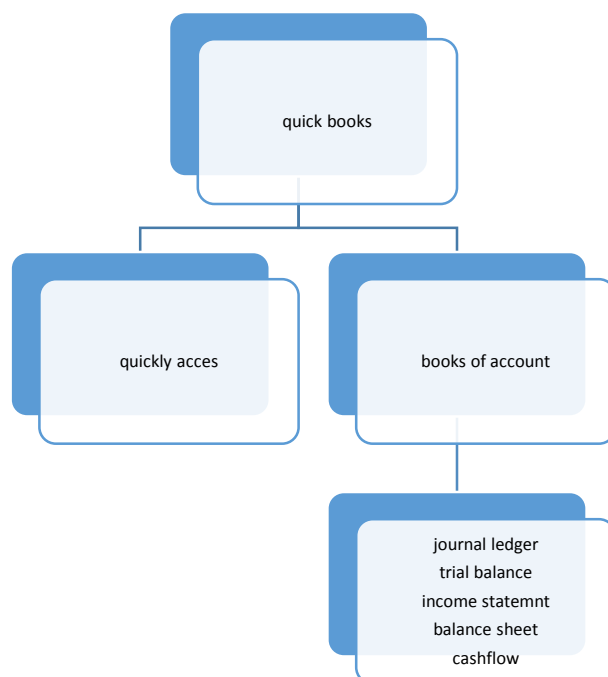 quick books
quickly acces
books of account
journal ledger
trial balance
income statemnt
balance sheet
cashflow